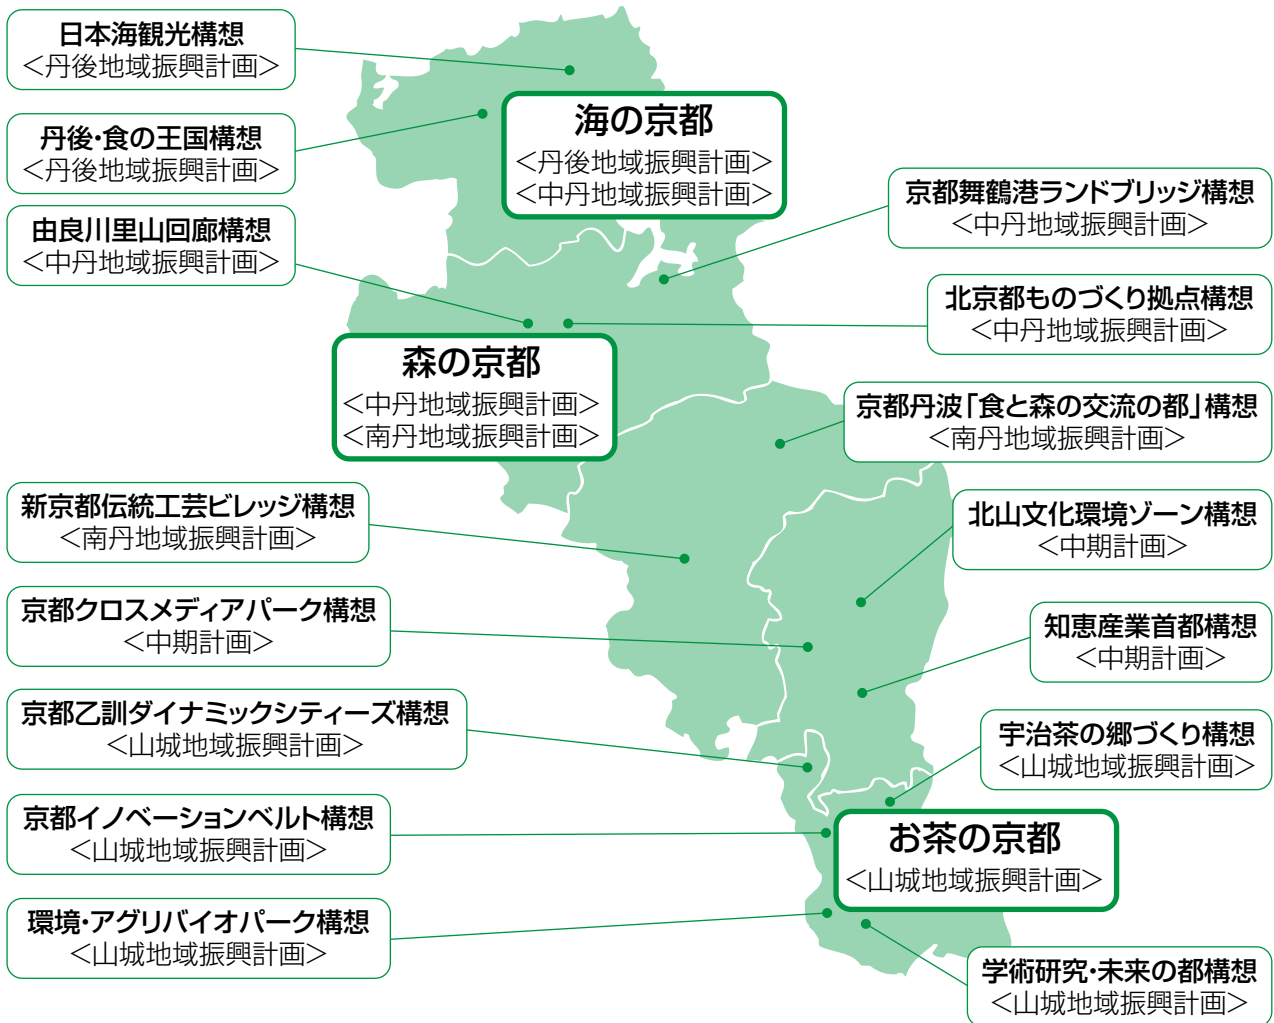 日本海観光構想
<丹後地域振興計画>
丹後・食の王国構想
<丹後地域振興計画>
由良川里山回廊構想
<中丹地域振興計画>
海の京都
<丹後地域振興計画>
<中丹地域振興計画>
京都舞鶴港ランドブリッジ構想
<中丹地域振興計画>
北京都ものづくり拠点構想
<中丹地域振興計画>
森の京都
<中丹地域振興計画>
<南丹地域振興計画>
京都丹波「食と森の交流の都」構想
<南丹地域振興計画>
新京都伝統工芸ビレッジ構想
<南丹地域振興計画>
北山文化環境ゾーン構想
<中期計画>
京都クロスメディアパーク構想
<中期計画>
知恵産業首都構想
<中期計画>
京都乙訓ダイナミックシティーズ構想
<山城地域振興計画>
宇治茶の郷づくり構想
<山城地域振興計画>
京都イノベーションベルト構想
<山城地域振興計画>
お茶の京都
<山城地域振興計画>
環境・アグリバイオパーク構想
<山城地域振興計画>
学術研究・未来の都構想
<山城地域振興計画>